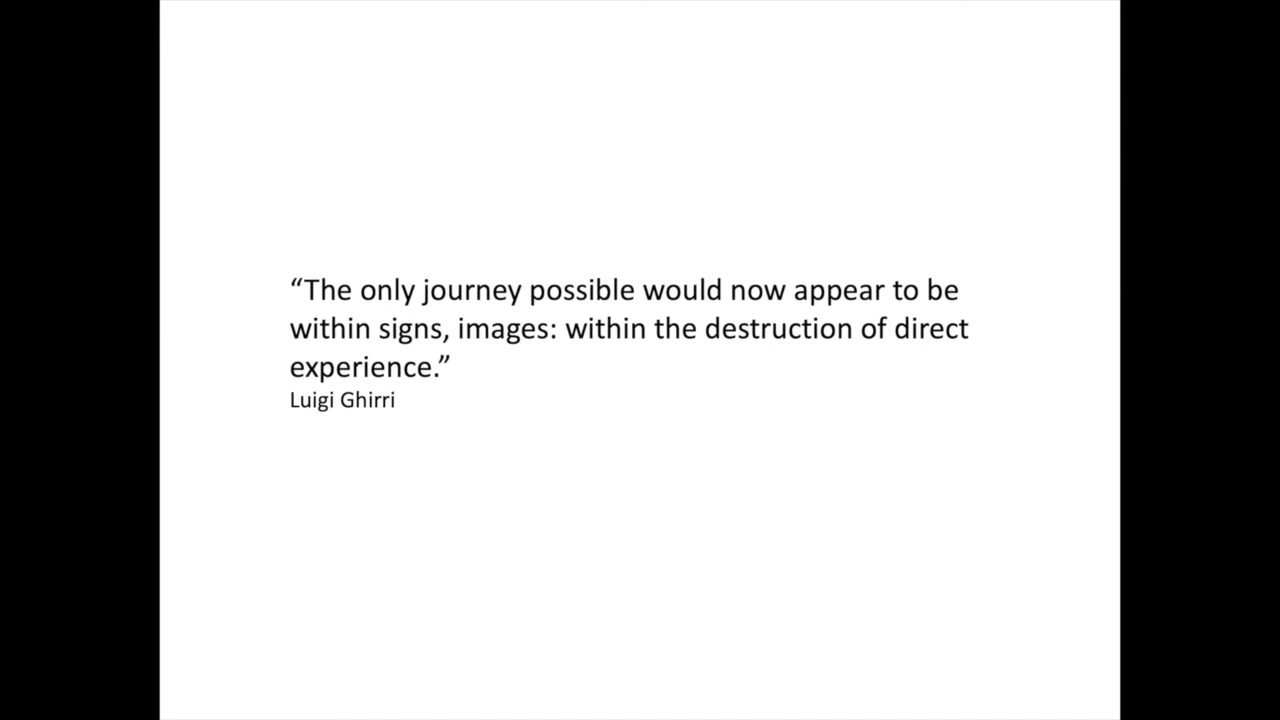 “The only journey possible would now appear to be
within signs, images: within the destruction of direct
experience.”
Luigi Ghirri